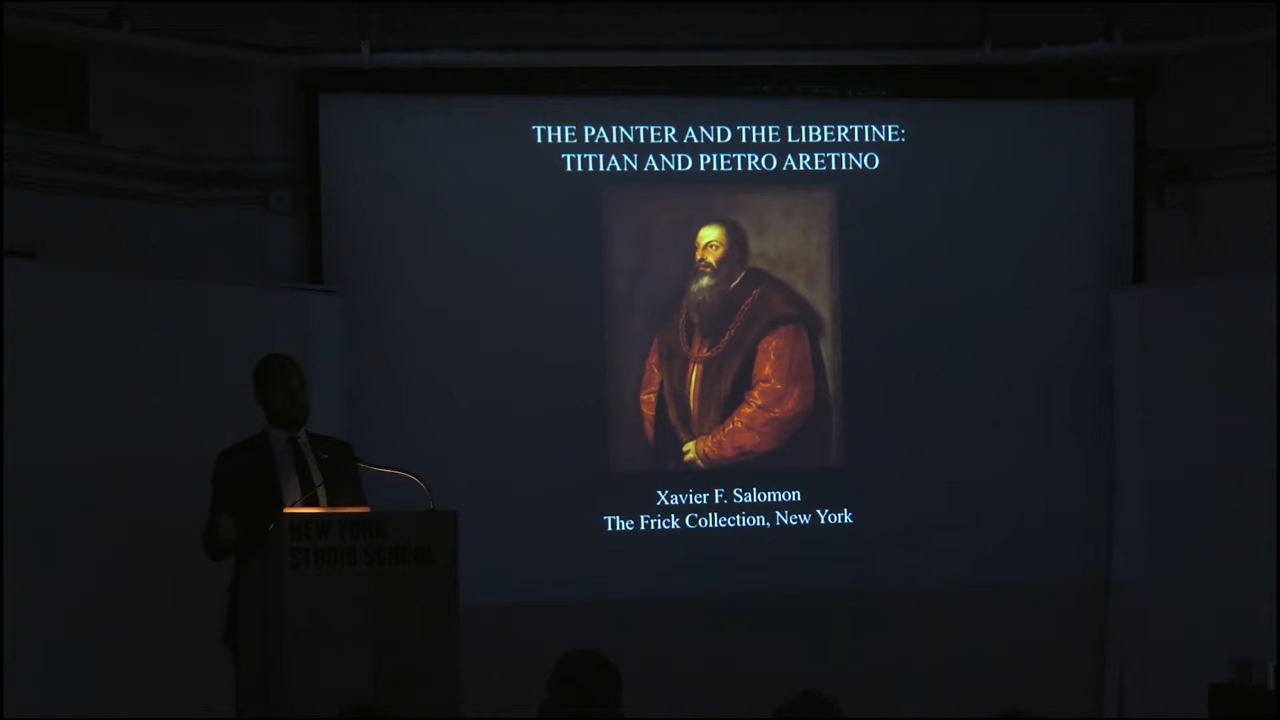 THE PAINTER AND THE LIBERTINE:
TITIAN AND PIETRO ARETINO
Xavier F. Salomon
The Frick Collection, New York
NEW YORK
STUDIO SCHOOL